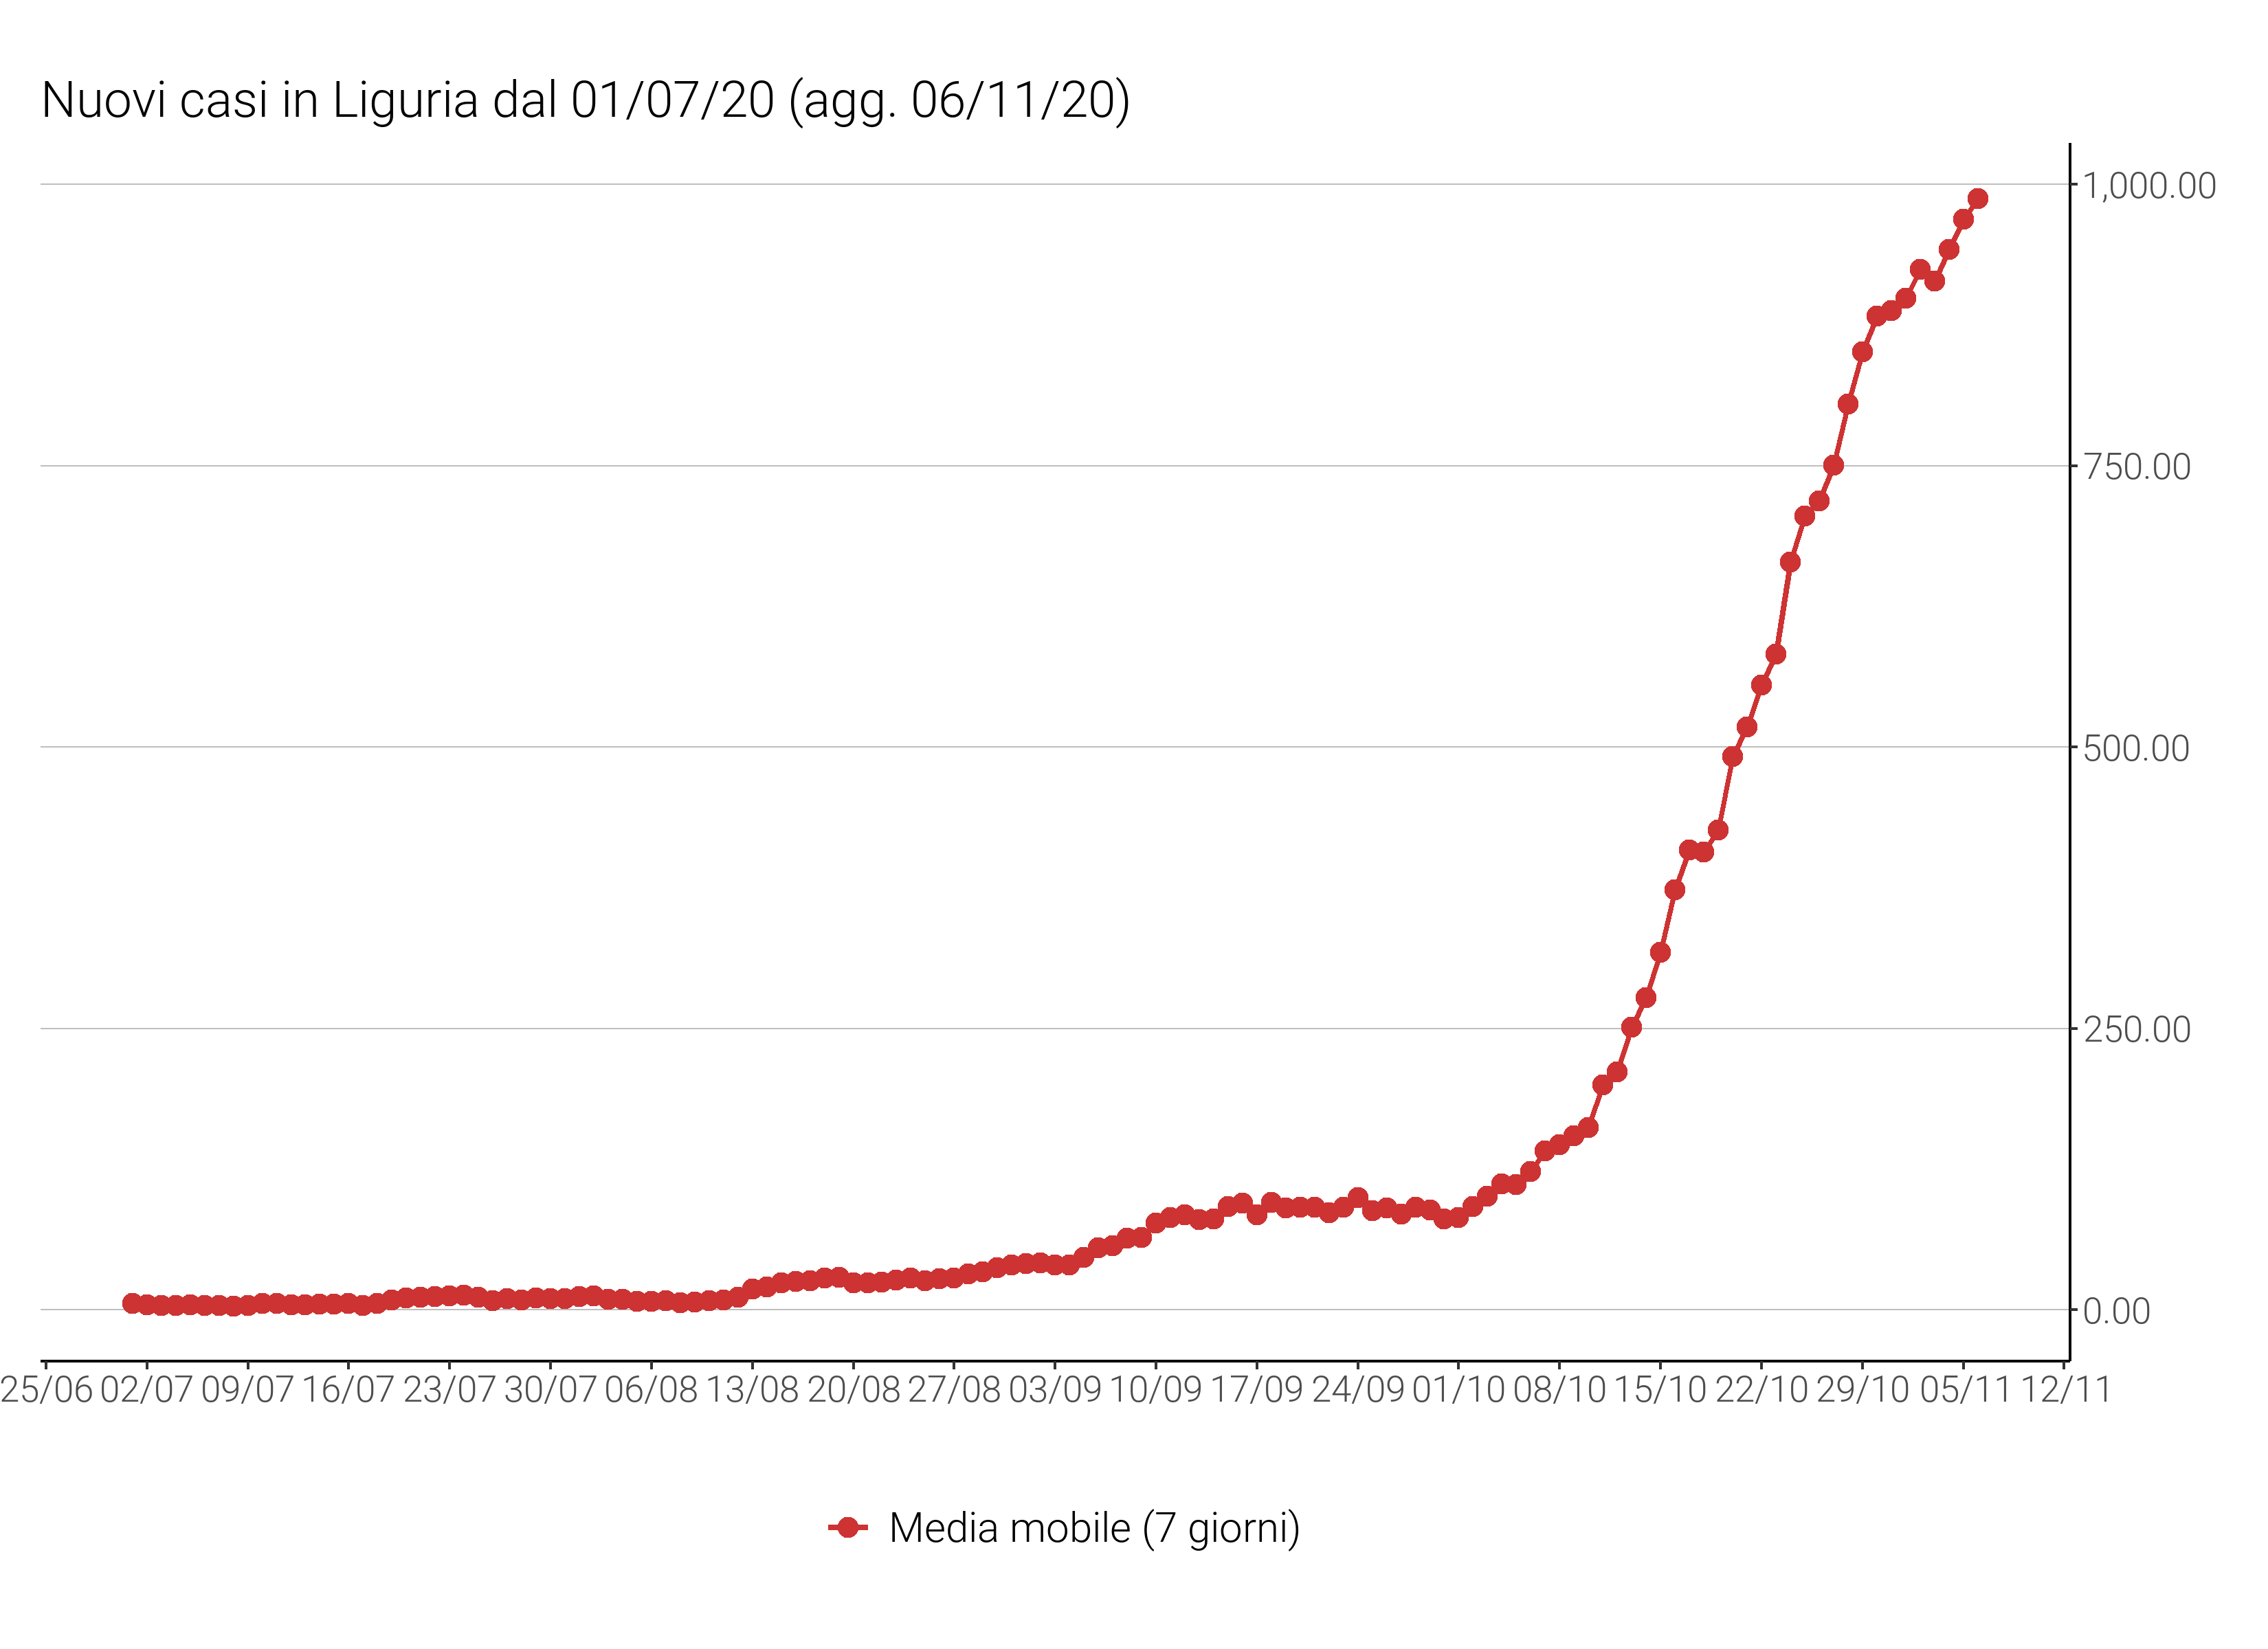 Nuovi casi in Liguria dal 01/07/20 (agg. 06/11/20)
1,000.00
750.00
500.00
250.00
0.00
25/06 02/07 09/07 16/07 23/07 30/07 06/08 13/08 20/08 27/08 03/09 10/09 17/09 24/09 01/10 08/10 15/10 22/10 29/10 05/11 12/11
Media mobile (7 giorni)